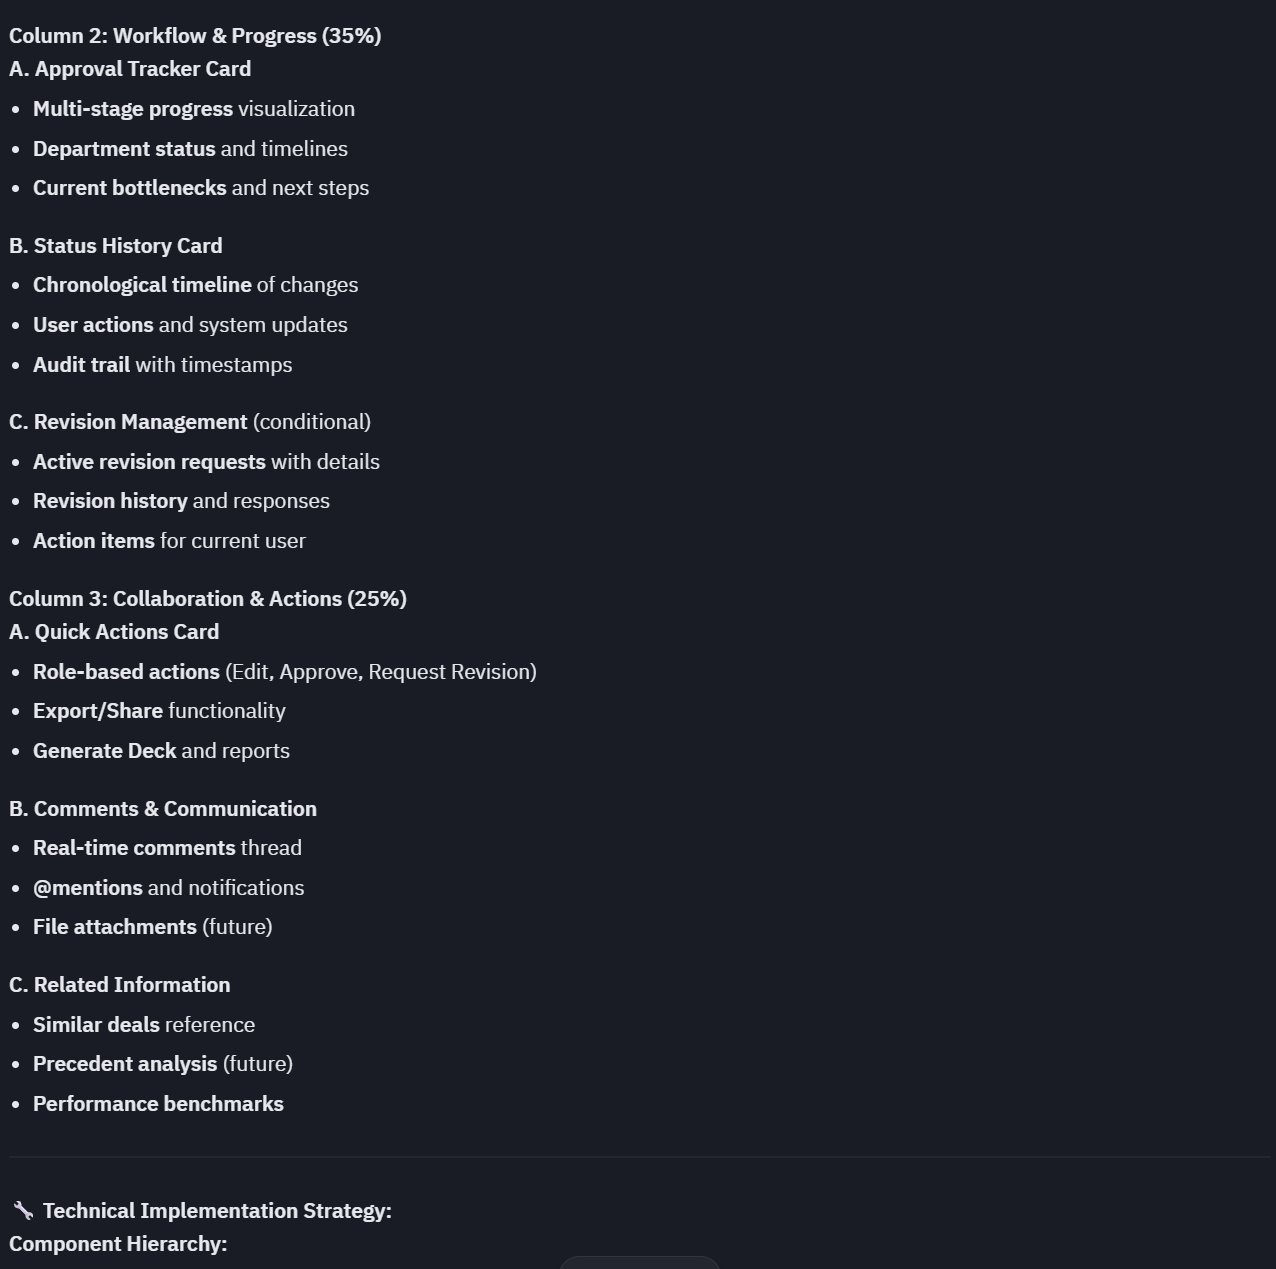 Column 2: Workflow & Progress (35%)
A. Approval Tracker Card
• Multi-stage progress visualization
• Department status and timelines
• Current bottlenecks and next steps
B. Status History Card
• Chronological timeline of changes
• User actions and system updates
• Audit trail with timestamps
C. Revision Management (conditional)
• Active revision requests with details
• Revision history and responses
• Action items for current user
Column 3: Collaboration & Actions (25%)
A. Quick Actions Card
• Role-based actions (Edit, Approve, Request Revision)
• Export/Share functionality
• Generate Deck and reports
B. Comments & Communication
• Real-time comments thread
• @mentions and notifications
• File attachments (future)
C. Related Information
• Similar deals reference
• Precedent analysis (future)
• Performance benchmarks
🔧 Technical Implementation Strategy:
Component Hierarchy: